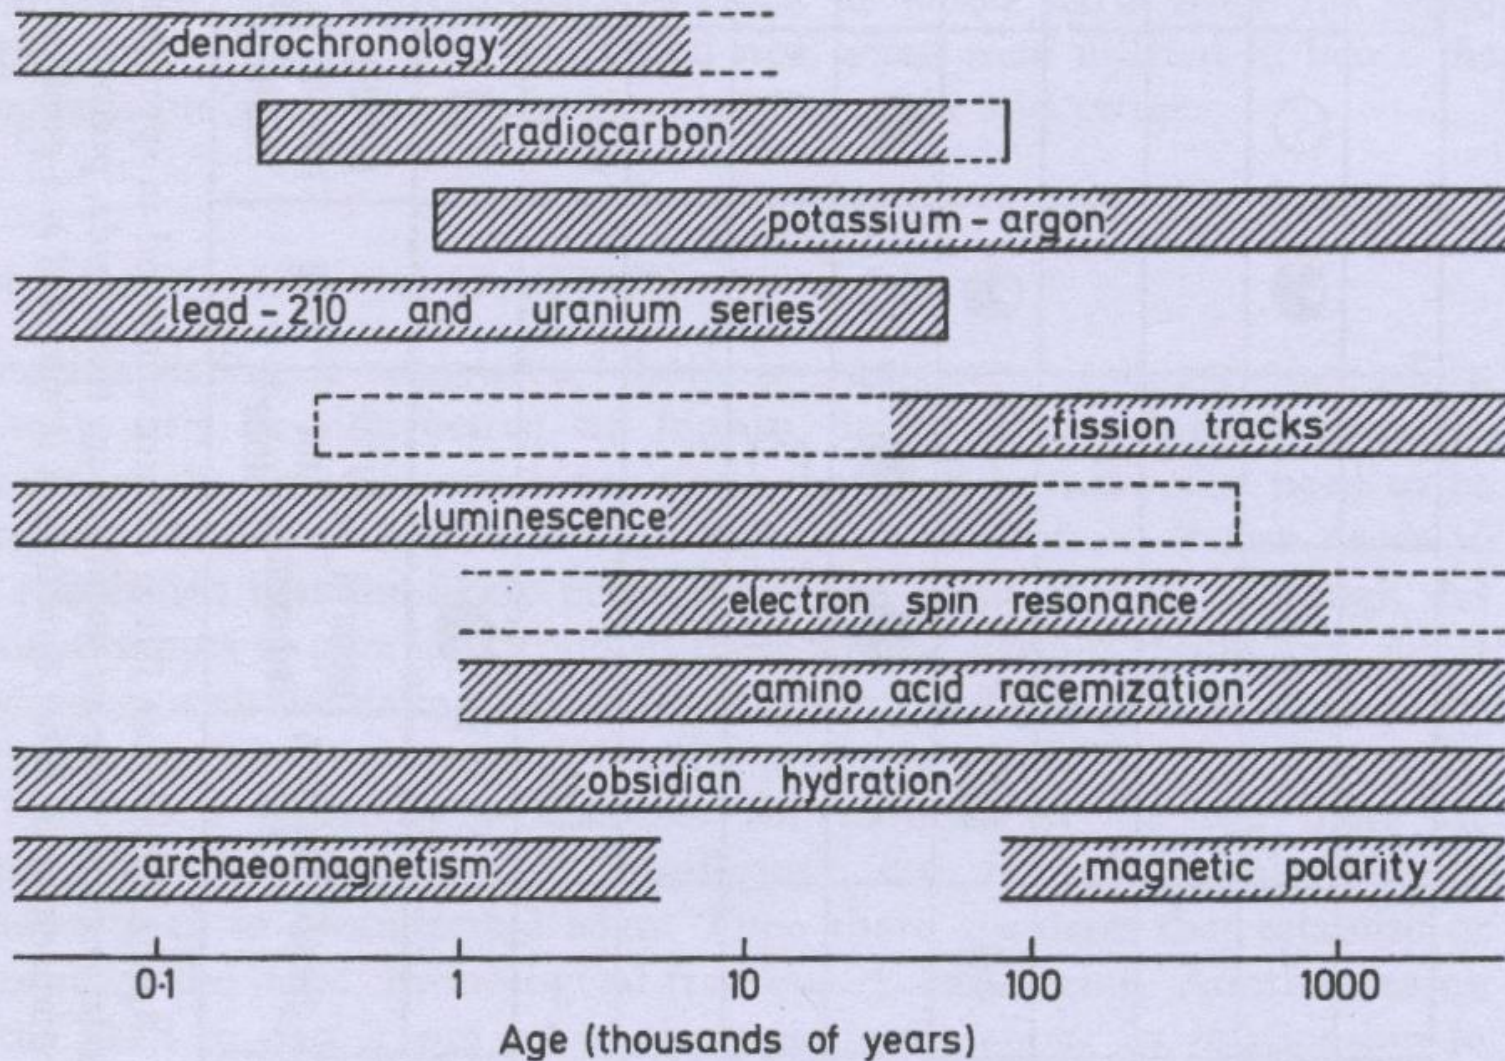 dendrochronology
radiocarbon
potassium - argon
lead - 210 and uranium series
fission tracks
luminescence
electron spin resonance
amino acid racemization
obsidian hydration
archaeomagnetism magnetic polarity
0·1 1 10 100 1000
Age (thousands of years)